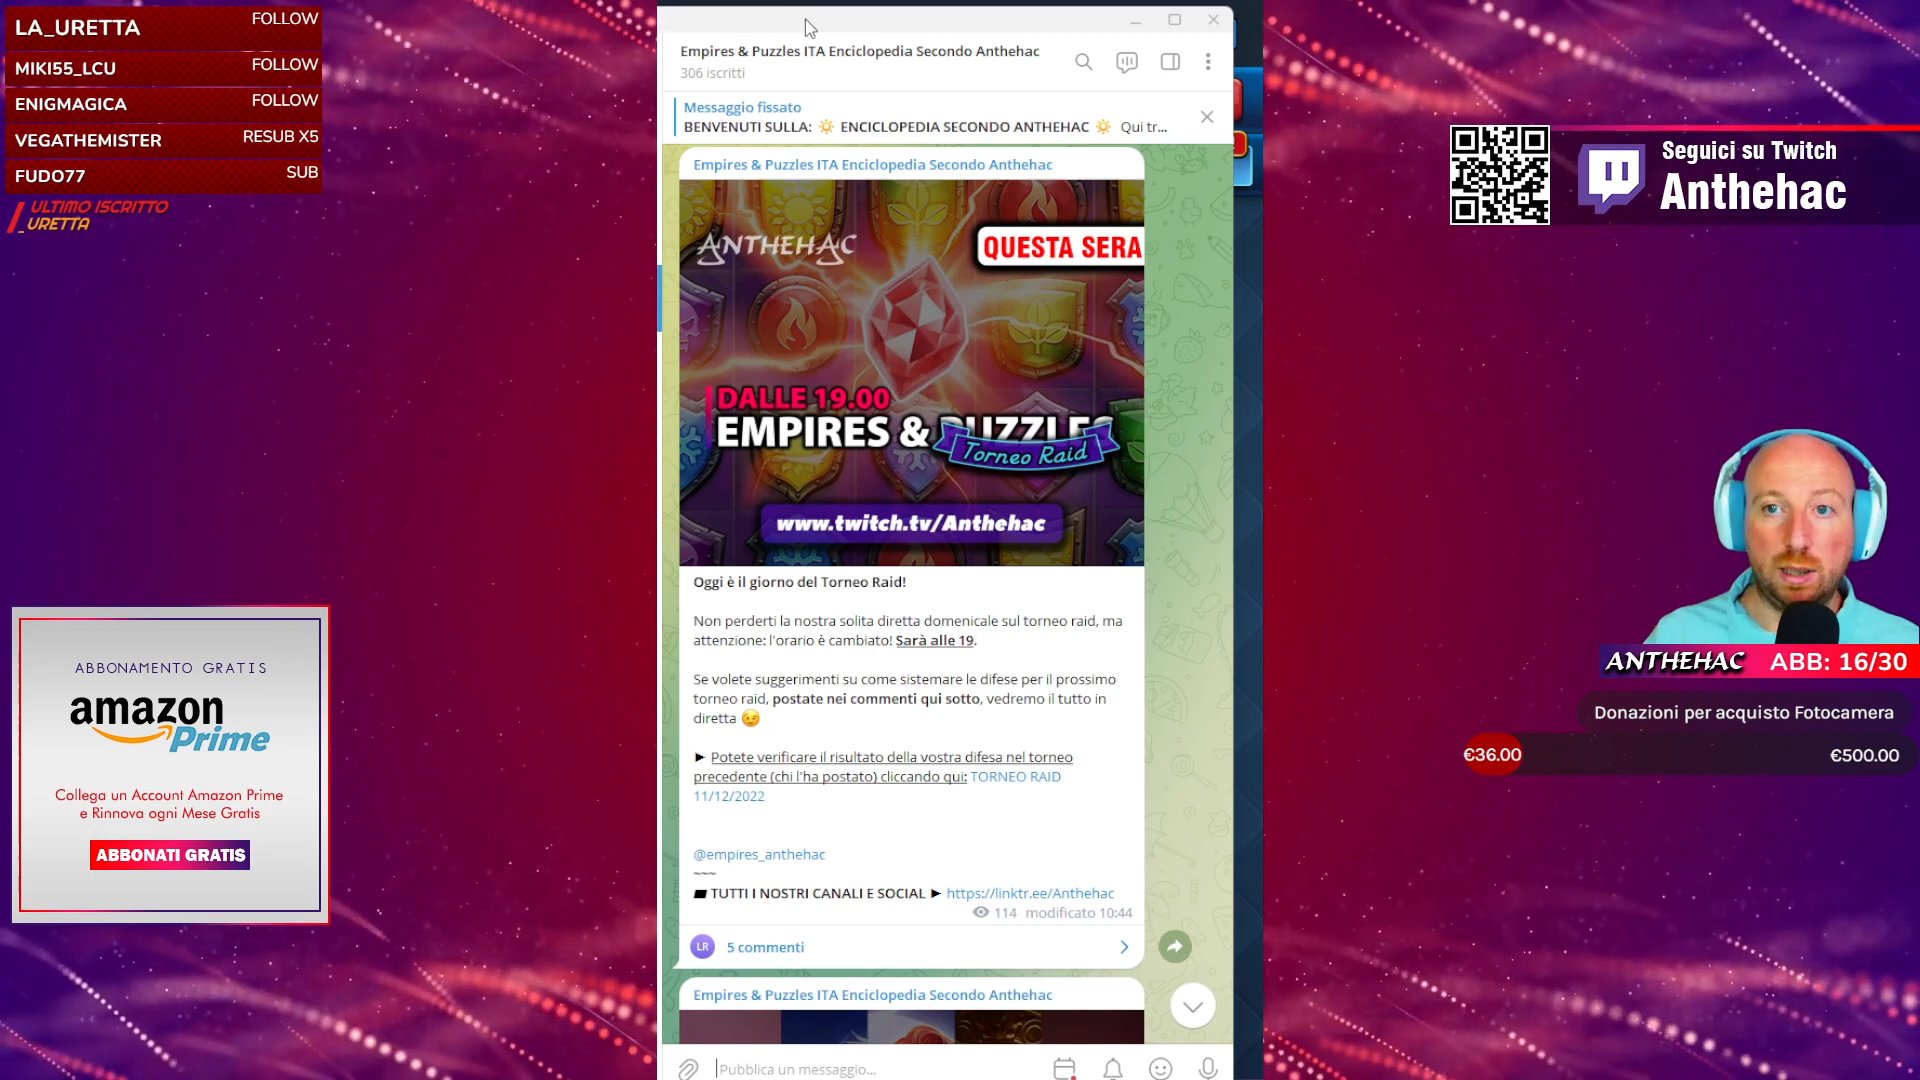 LA_URETTA FOLLOW
MIKI55_LCU FOLLOW
ENIGMAGICA FOLLOW
VEGATHEMISTER RESUB X5
FUDO77 SUB
ULTIMO ISCRITTO
_URETTA
ABBONAMENTO GRATIS
amazon
Prime
Collega un Account Amazon Prime
e Rinnova ogni Mese Gratis
ABBONATI GRATIS
Empires & Puzzles ITA Enciclopedia Secondo Anthehac
306 iscritti
Messaggio fissato
BENVENUTI SULLA: ☀️ ENCICLOPEDIA SECONDO ANTHEHAC ☀️ Qui tr...
Empires & Puzzles ITA Enciclopedia Secondo Anthehac
ANTHEHAC
QUESTA SERA
DALLE 19.00
EMPIRES & PUZZLES
Torneo Raid
www.twitch.tv/Anthehac
Oggi è il giorno del Torneo Raid!
Non perderti la nostra solita diretta domenicale sul torneo raid, ma
attenzione: l'orario è cambiato! Sarà alle 19.
Se volete suggerimenti su come sistemare le difese per il prossimo
torneo raid, postate nei commenti qui sotto, vedremo il tutto in
diretta 😉
► Potete verificare il risultato della vostra difesa nel torneo
precedente (chi l'ha postato) cliccando qui: TORNEO RAID
11/12/2022
@empires_anthehac
~~~
▰ TUTTI I NOSTRI CANALI E SOCIAL ► https://linktr.ee/Anthehac
114 modificato 10:44
LR 5 commenti
Empires & Puzzles ITA Enciclopedia Secondo Anthehac
Pubblica un messaggio...
Seguici su Twitch
Anthehac
ANTHEHAC ABB: 16/30
Donazioni per acquisto Fotocamera
€36.00 €500.00